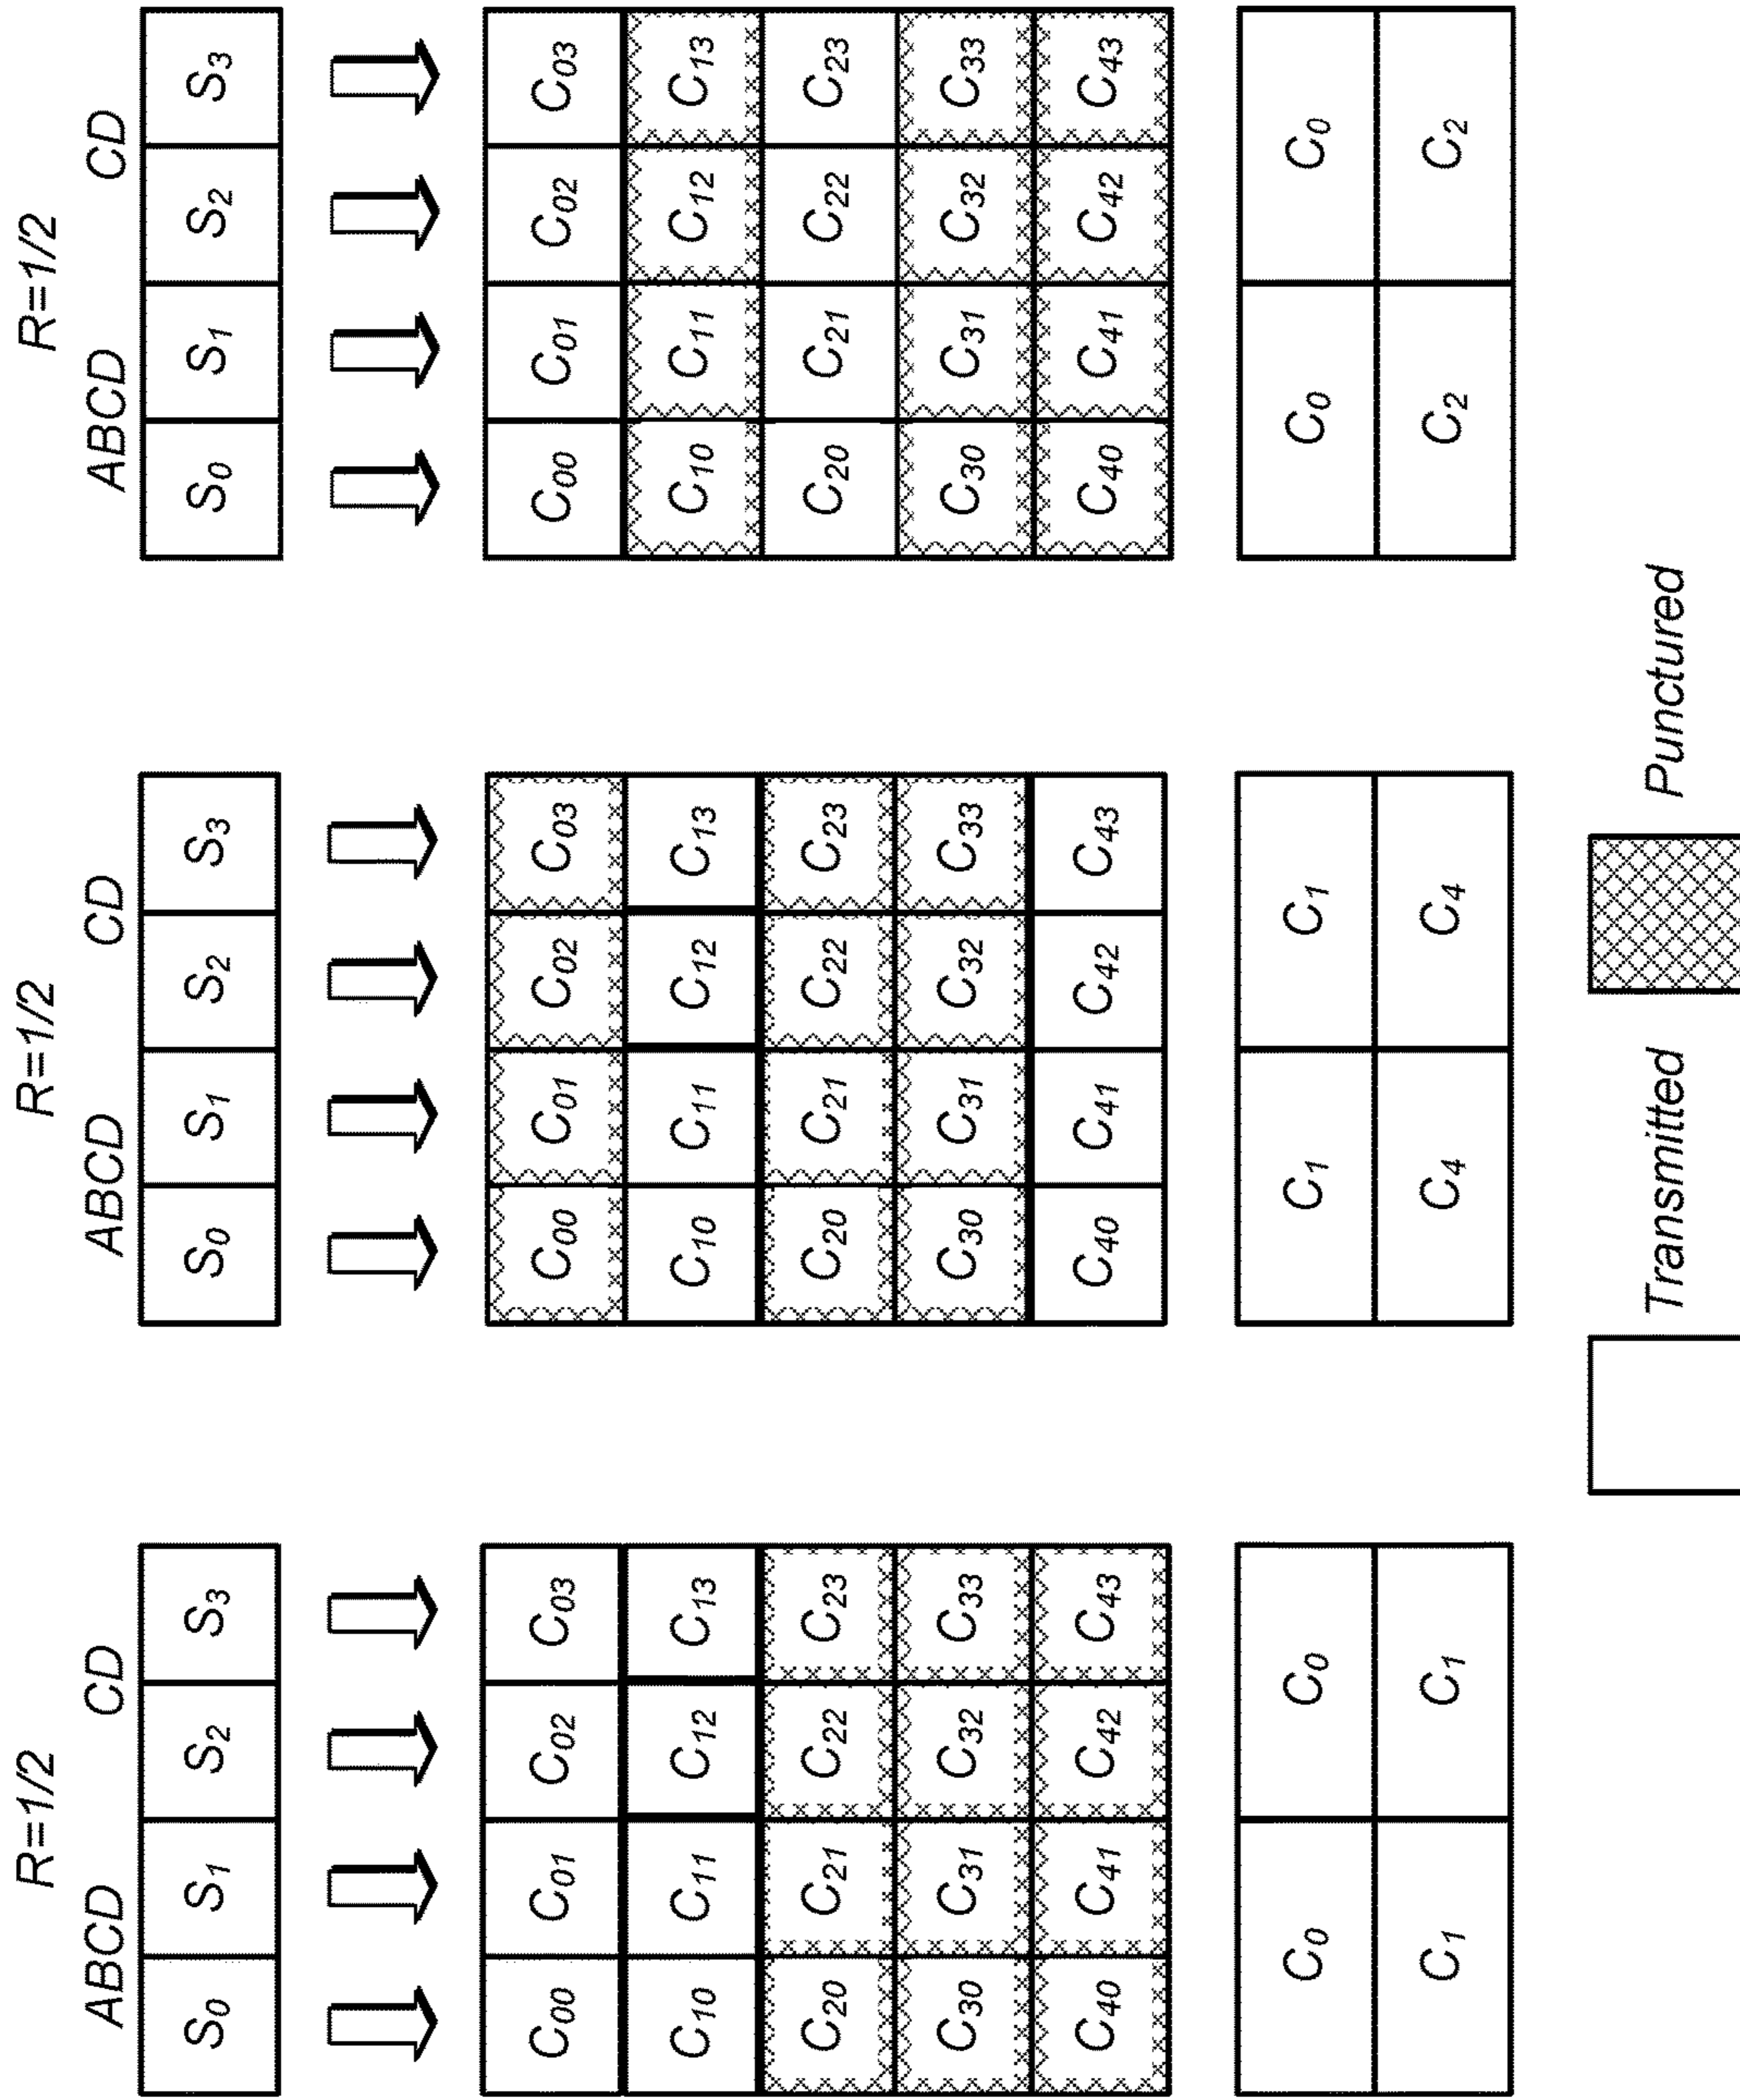 R=1/2
ABCD CD
S0 S1 S2 S3
C00 C01 C02 C03
C10 C11 C12 C13
C20 C21 C22 C23
C30 C31 C32 C33
C40 C41 C42 C43
C0 C0
C1 C1
R=1/2
ABCD CD
S0 S1 S2 S3
C00 C01 C02 C03
C10 C11 C12 C13
C20 C21 C22 C23
C30 C31 C32 C33
C40 C41 C42 C43
C1 C1
C4 C4
R=1/2
ABCD CD
S0 S1 S2 S3
C00 C01 C02 C03
C10 C11 C12 C13
C20 C21 C22 C23
C30 C31 C32 C33
C40 C41 C42 C43
C0 C0
C2 C2
Transmitted
Punctured